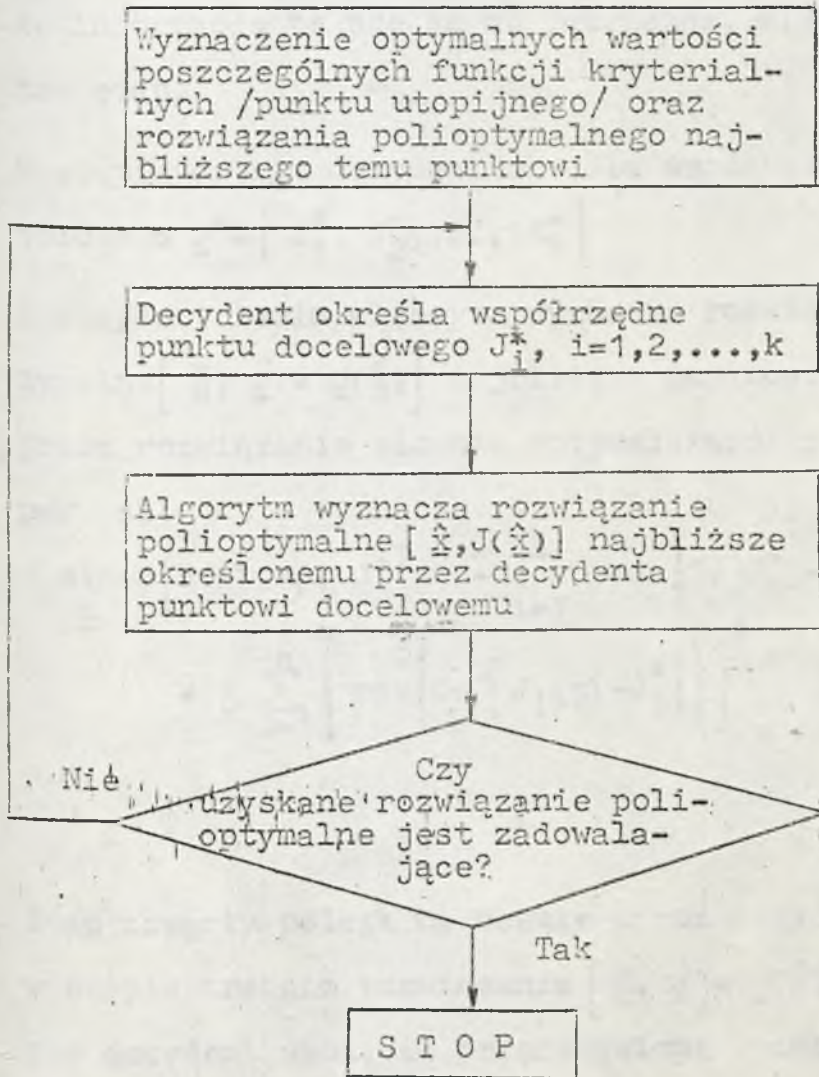 Wyznaczenie optymalnych wartości
poszczególnych funkcji kryterial-
nych /punktu utopijnego/ oraz
rozwiązania polioptymalnego naj-
bliższego temu punktowi
Decydent określa współrzędne
punktu docelowego J*i, i=1,2,...,k
Algorytm wyznacza rozwiązanie
polioptymalne [ x̂,J(x̂)] najbliższe
określonemu przez decydenta
punktowi docelowemu
Nie
Czy
uzyskane rozwiązanie poli-
optymalne jest zadowala-
jące?
Tak
S T O P